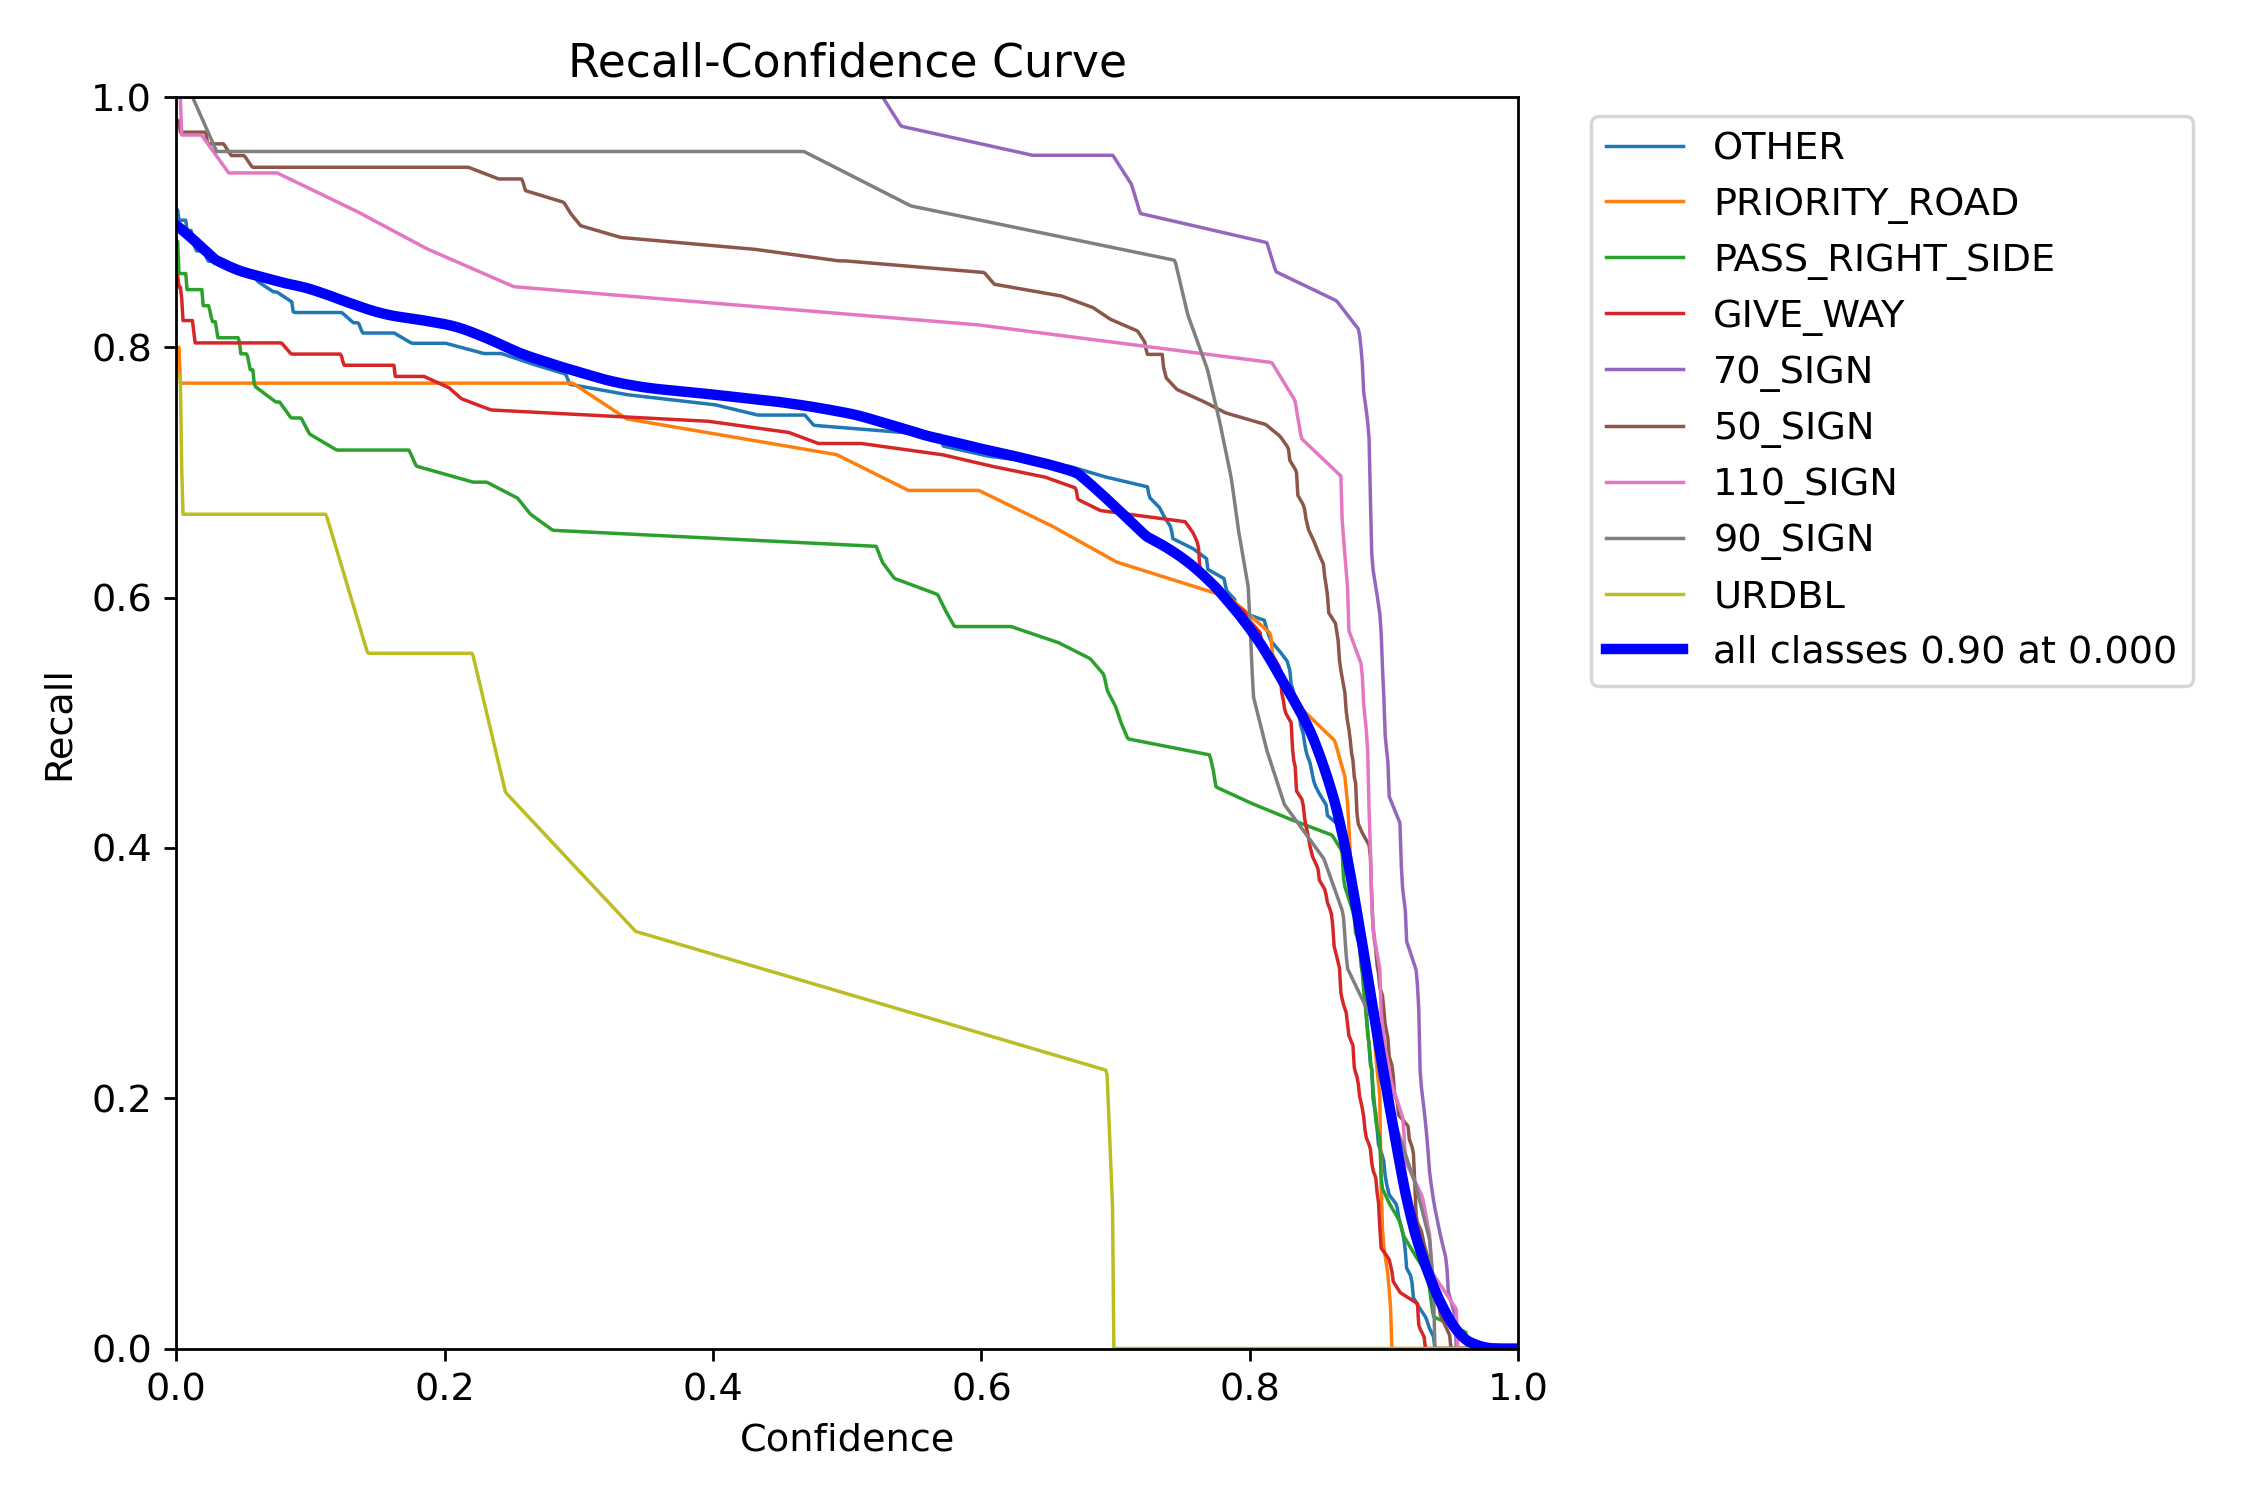 Recall-Confidence Curve
1.0
0.8
0.6
0.4
0.2
0.0
Recall
0.0 0.2 0.4 0.6 0.8 1.0
Confidence
OTHER
PRIORITY_ROAD
PASS_RIGHT_SIDE
GIVE_WAY
70_SIGN
50_SIGN
110_SIGN
90_SIGN
URDBL
all classes 0.90 at 0.000